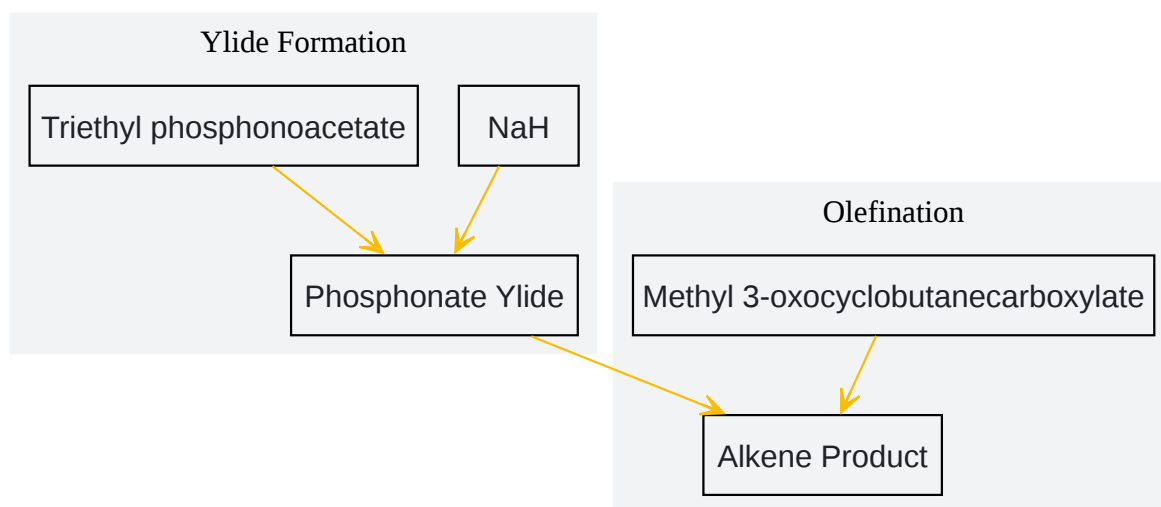 Ylide Formation
Triethyl phosphonoacetate
NaH
Olefination
Phosphonate Ylide
Methyl 3-oxocyclobutanecarboxylate
Alkene Product